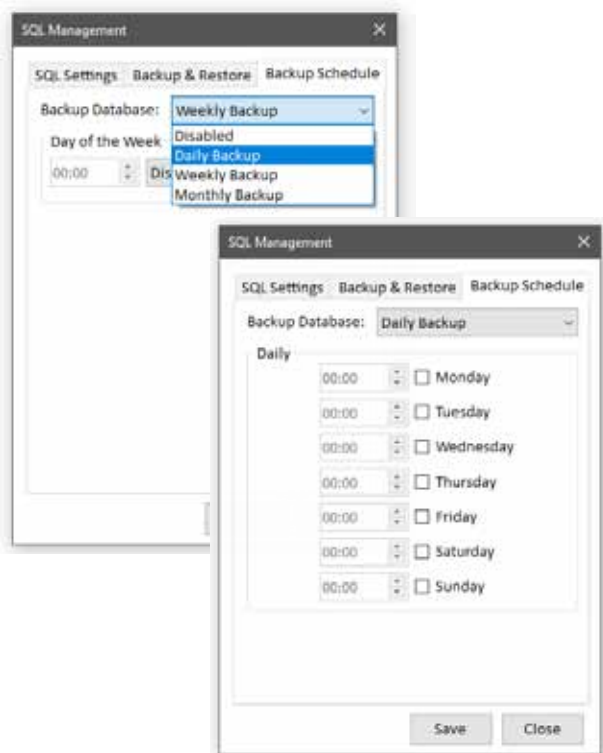 SQL Management
SQL Settings Backup & Restore Backup Schedule
Backup Database: Weekly Backup
Disabled
Day of the Week
Daily Backup
00:00 Dis
Weekly Backup
Monthly Backup
SQL Management
SQL Settings Backup & Restore Backup Schedule
Backup Database: Daily Backup
Daily
00:00 Monday
00:00 Tuesday
00:00 Wednesday
00:00 Thursday
00:00 Friday
00:00 Saturday
00:00 Sunday
Save Close